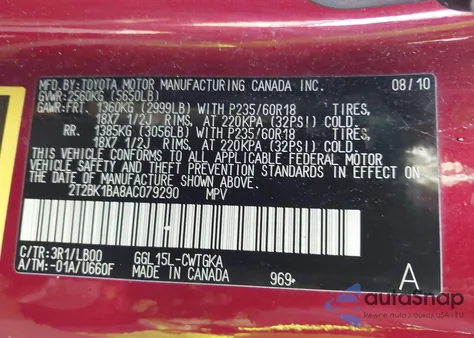 MFD. BY: TOYOTA MOTOR MANUFACTURING CANADA INC. 08/10
GVWR: 2560KG (5650LB)
GAWR: FRT. 1360KG (2999LB) WITH P235/60R18 TIRES,
18X7 1/2J RIMS, AT 220KPA (32PSI) COLD.
RR. 1385KG (3056LB) WITH P235/60R18 TIRES,
18X7 1/2J RIMS, AT 220KPA (32PSI) COLD.
THIS VEHICLE CONFORMS TO ALL APPLICABLE FEDERAL MOTOR
VEHICLE SAFETY AND THEFT PREVENTION STANDARDS IN EFFECT ON
THE DATE OF MANUFACTURE SHOWN ABOVE.
2T2BK1BA8AC079290 MPV
C/TR: 3R1/LB00 GGL15L-CWTGKA
A/TM: -01A/U660F MADE IN CANADA 969+ A
autoSnap